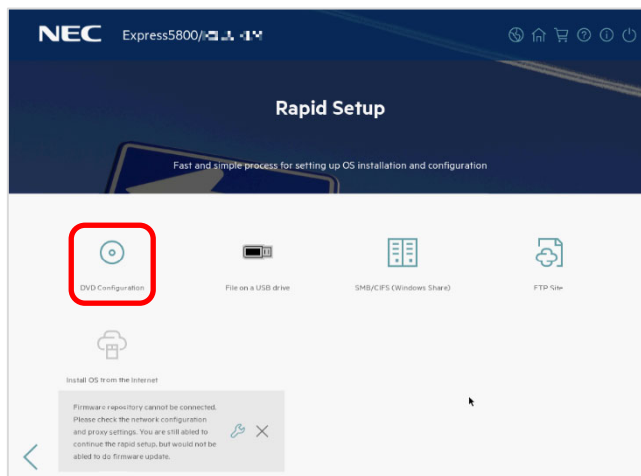 NEC Express5800/
Rapid Setup
Fast and simple process for setting up OS installation and configuration
DVD Configuration
File on a USB drive
SMB/CIFS (Windows Share)
FTP Site
Install OS from the Internet
Firmware repository cannot be connected.
Please check the network configuration
and proxy settings. You are still abled to
continue the rapid setup, but would not be
abled to do firmware update.